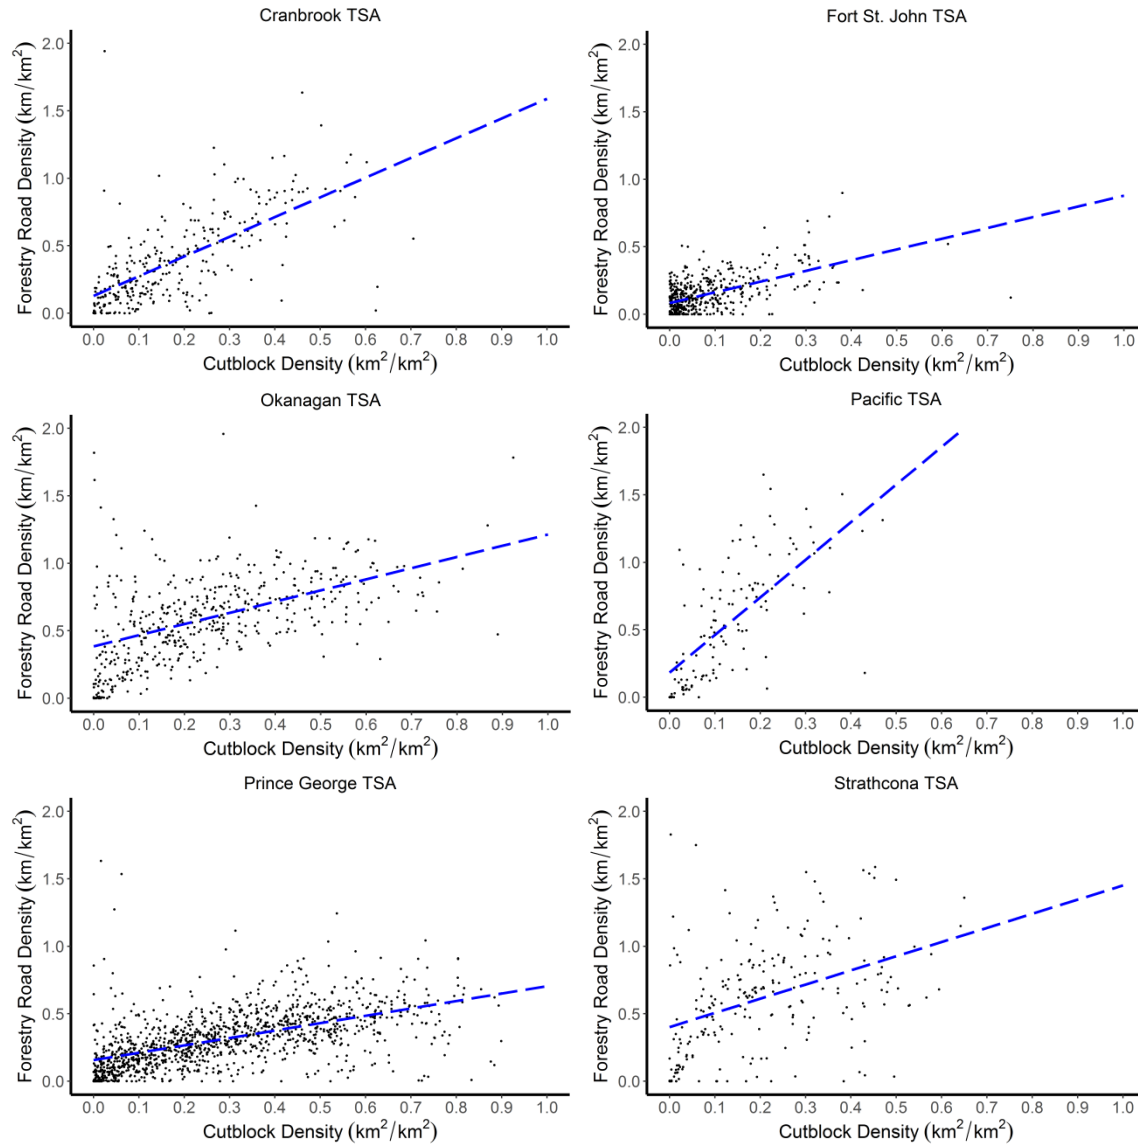 Cranbrook TSA
Forestry Road Density (km/km²)
2.0
1.5
1.0
0.5
0.0
0.0 0.1 0.2 0.3 0.4 0.5 0.6 0.7 0.8 0.9 1.0
Cutblock Density (km²/km²)
Fort St. John TSA
Forestry Road Density (km/km²)
2.0
1.5
1.0
0.5
0.0
0.0 0.1 0.2 0.3 0.4 0.5 0.6 0.7 0.8 0.9 1.0
Cutblock Density (km²/km²)
Okanagan TSA
Forestry Road Density (km/km²)
2.0
1.5
1.0
0.5
0.0
0.0 0.1 0.2 0.3 0.4 0.5 0.6 0.7 0.8 0.9 1.0
Cutblock Density (km²/km²)
Pacific TSA
Forestry Road Density (km/km²)
2.0
1.5
1.0
0.5
0.0
0.0 0.1 0.2 0.3 0.4 0.5 0.6 0.7 0.8 0.9 1.0
Cutblock Density (km²/km²)
Prince George TSA
Forestry Road Density (km/km²)
2.0
1.5
1.0
0.5
0.0
0.0 0.1 0.2 0.3 0.4 0.5 0.6 0.7 0.8 0.9 1.0
Cutblock Density (km²/km²)
Strathcona TSA
Forestry Road Density (km/km²)
2.0
1.5
1.0
0.5
0.0
0.0 0.1 0.2 0.3 0.4 0.5 0.6 0.7 0.8 0.9 1.0
Cutblock Density (km²/km²)